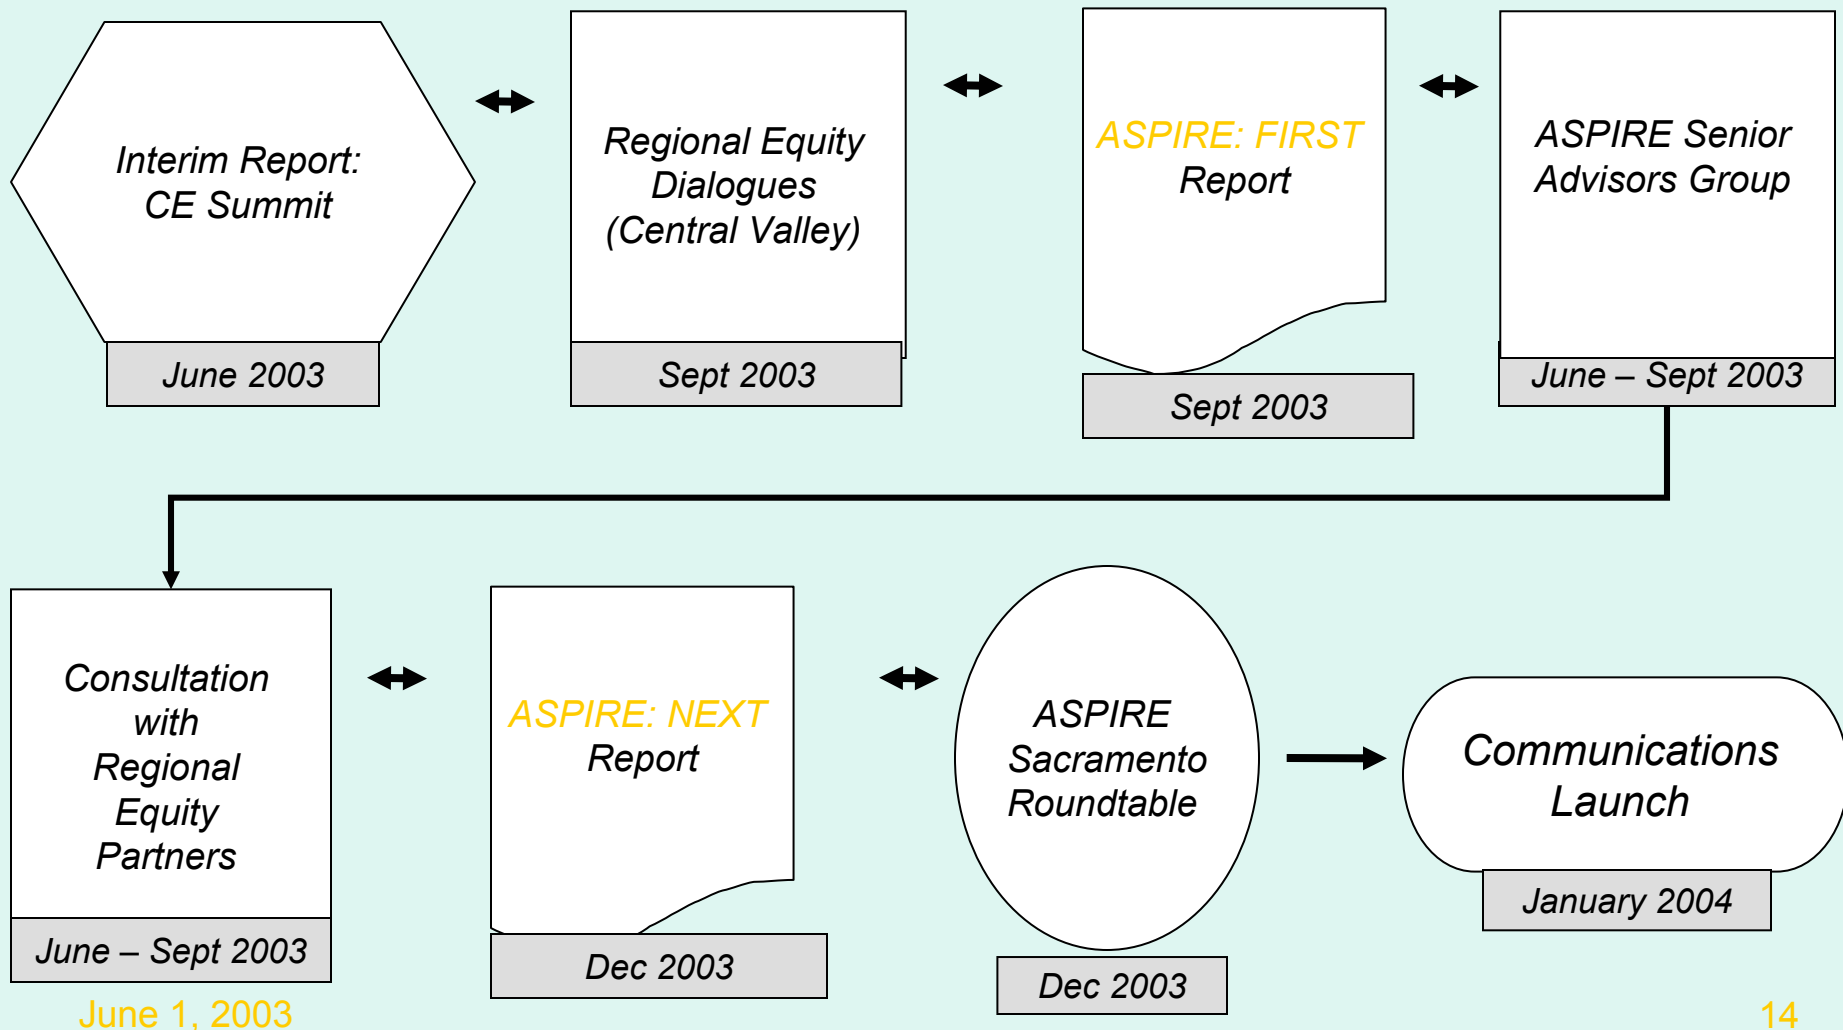 Interim Report:
CE Summit
June 2003
Regional Equity
Dialogues
(Central Valley)
Sept 2003
ASPIRE: FIRST
Report
Sept 2003
ASPIRE Senior
Advisors Group
June – Sept 2003
Consultation
with
Regional
Equity
Partners
June – Sept 2003
ASPIRE: NEXT
Report
Dec 2003
ASPIRE
Sacramento
Roundtable
Dec 2003
Communications
Launch
January 2004
June 1, 2003
14